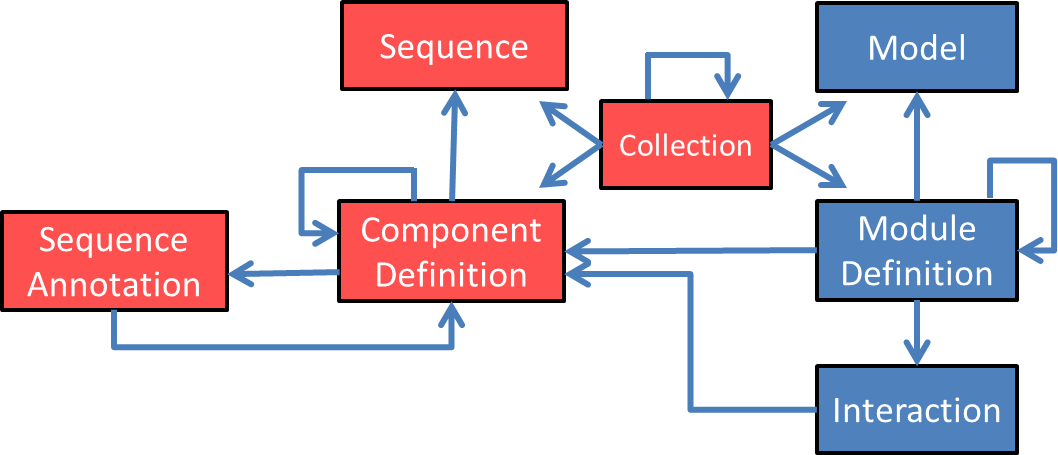 Sequence
Model
Collection
Sequence
Annotation
Component
Definition
Module
Definition
Interaction